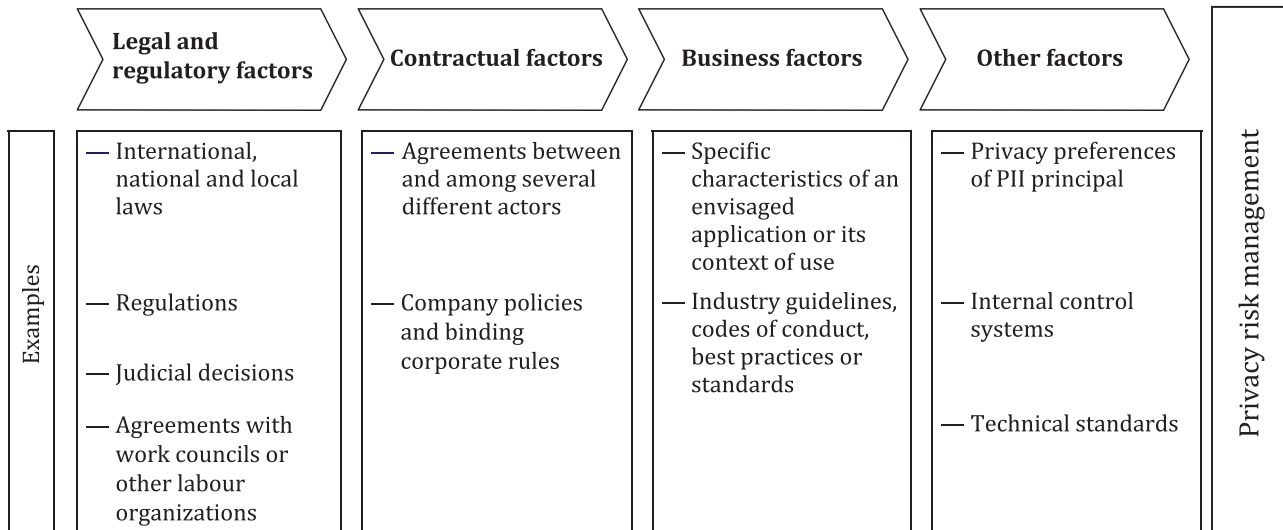 Legal and
regulatory factors
Contractual factors
Business factors
Other factors
Examples
— International,
national and local
laws
— Regulations
— Judicial decisions
— Agreements with
work councils or
other labour
organizations
— Agreements between
and among several
different actors
— Company policies
and binding
corporate rules
— Specific
characteristics of an
envisaged
application or its
context of use
— Industry guidelines,
codes of conduct,
best practices or
standards
— Privacy preferences
of PII principal
— Internal control
systems
— Technical standards
Privacy risk management